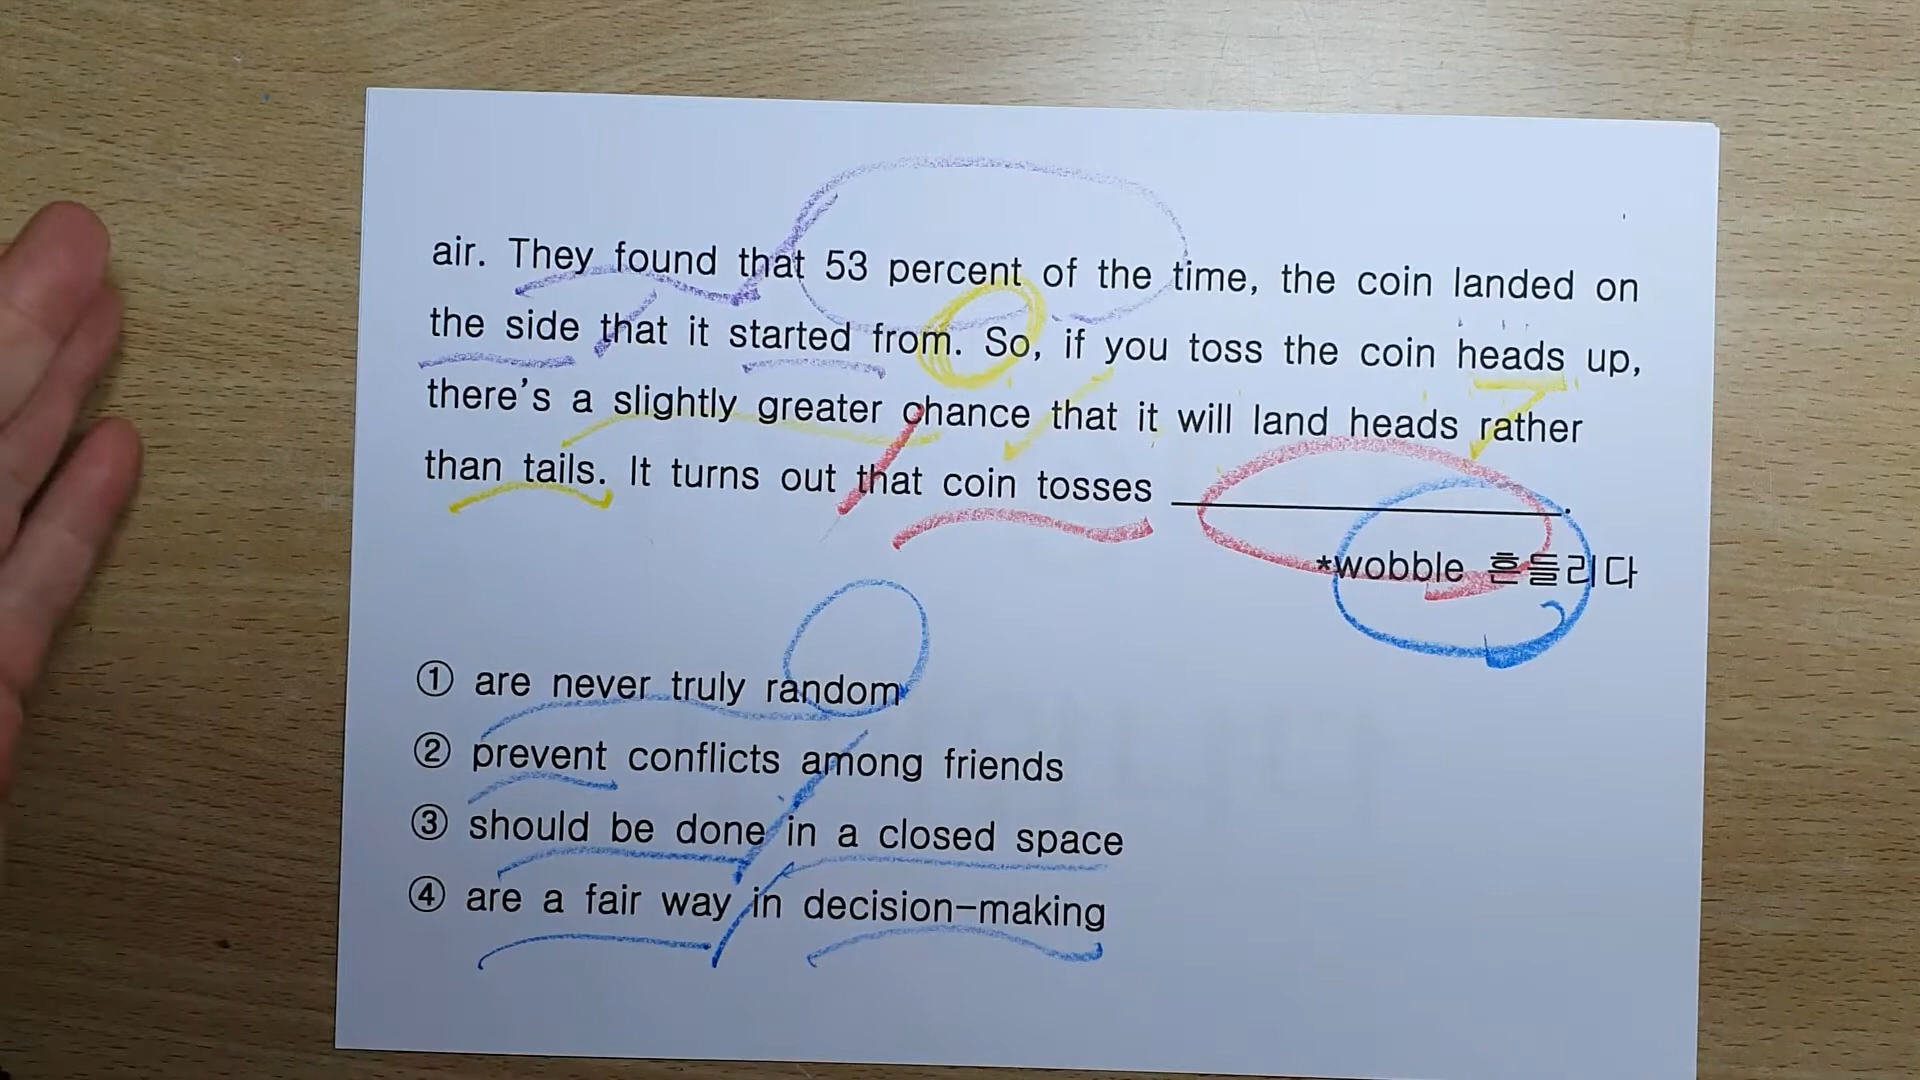 air. They found that 53 percent of the time, the coin landed on
the side that it started from. So, if you toss the coin heads up,
there's a slightly greater chance that it will land heads rather
than tails. It turns out that coin tosses ____________.
*wobble 흔들리다
① are never truly random
② prevent conflicts among friends
③ should be done in a closed space
④ are a fair way in decision-making